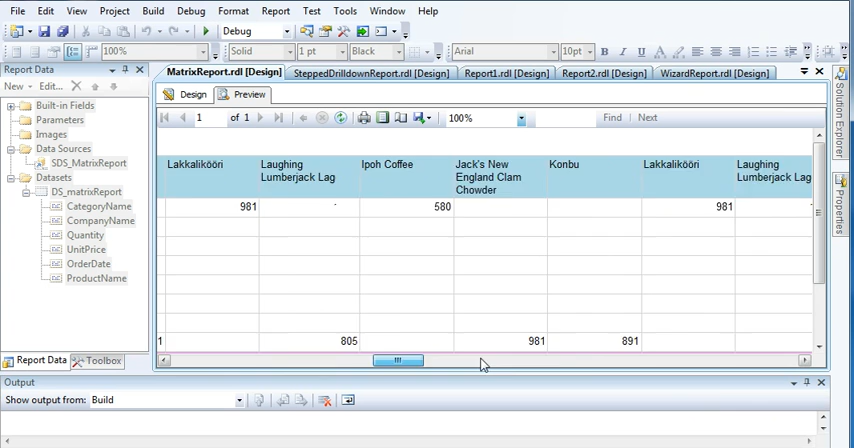 File Edit View Project Build Debug Format Report Test Tools Window Help
Debug
100% Solid 1 pt Black Arial 10pt B I U A
Report Data
New Edit...
Built-in Fields
Parameters
Images
Data Sources
SDS_MatrixReport
Datasets
DS_matrixReport
CategoryName
CompanyName
Quantity
UnitPrice
OrderDate
ProductName
Report Data Toolbox
MatrixReport.rdl [Design] SteppedDrilldownReport.rdl [Design] Report1.rdl [Design] Report2.rdl [Design] WizardReport.rdl [Design]
Design Preview
1 of 1 100% Find | Next
Lakkalikööri Laughing Ipoh Coffee Jack's New Konbu Lakkalikööri Laughing
Lumberjack Lag England Clam Lumberjack Lag
Chowder
981 580 981
1 805 981 891
Solution Explorer
Properties
Output
Show output from: Build